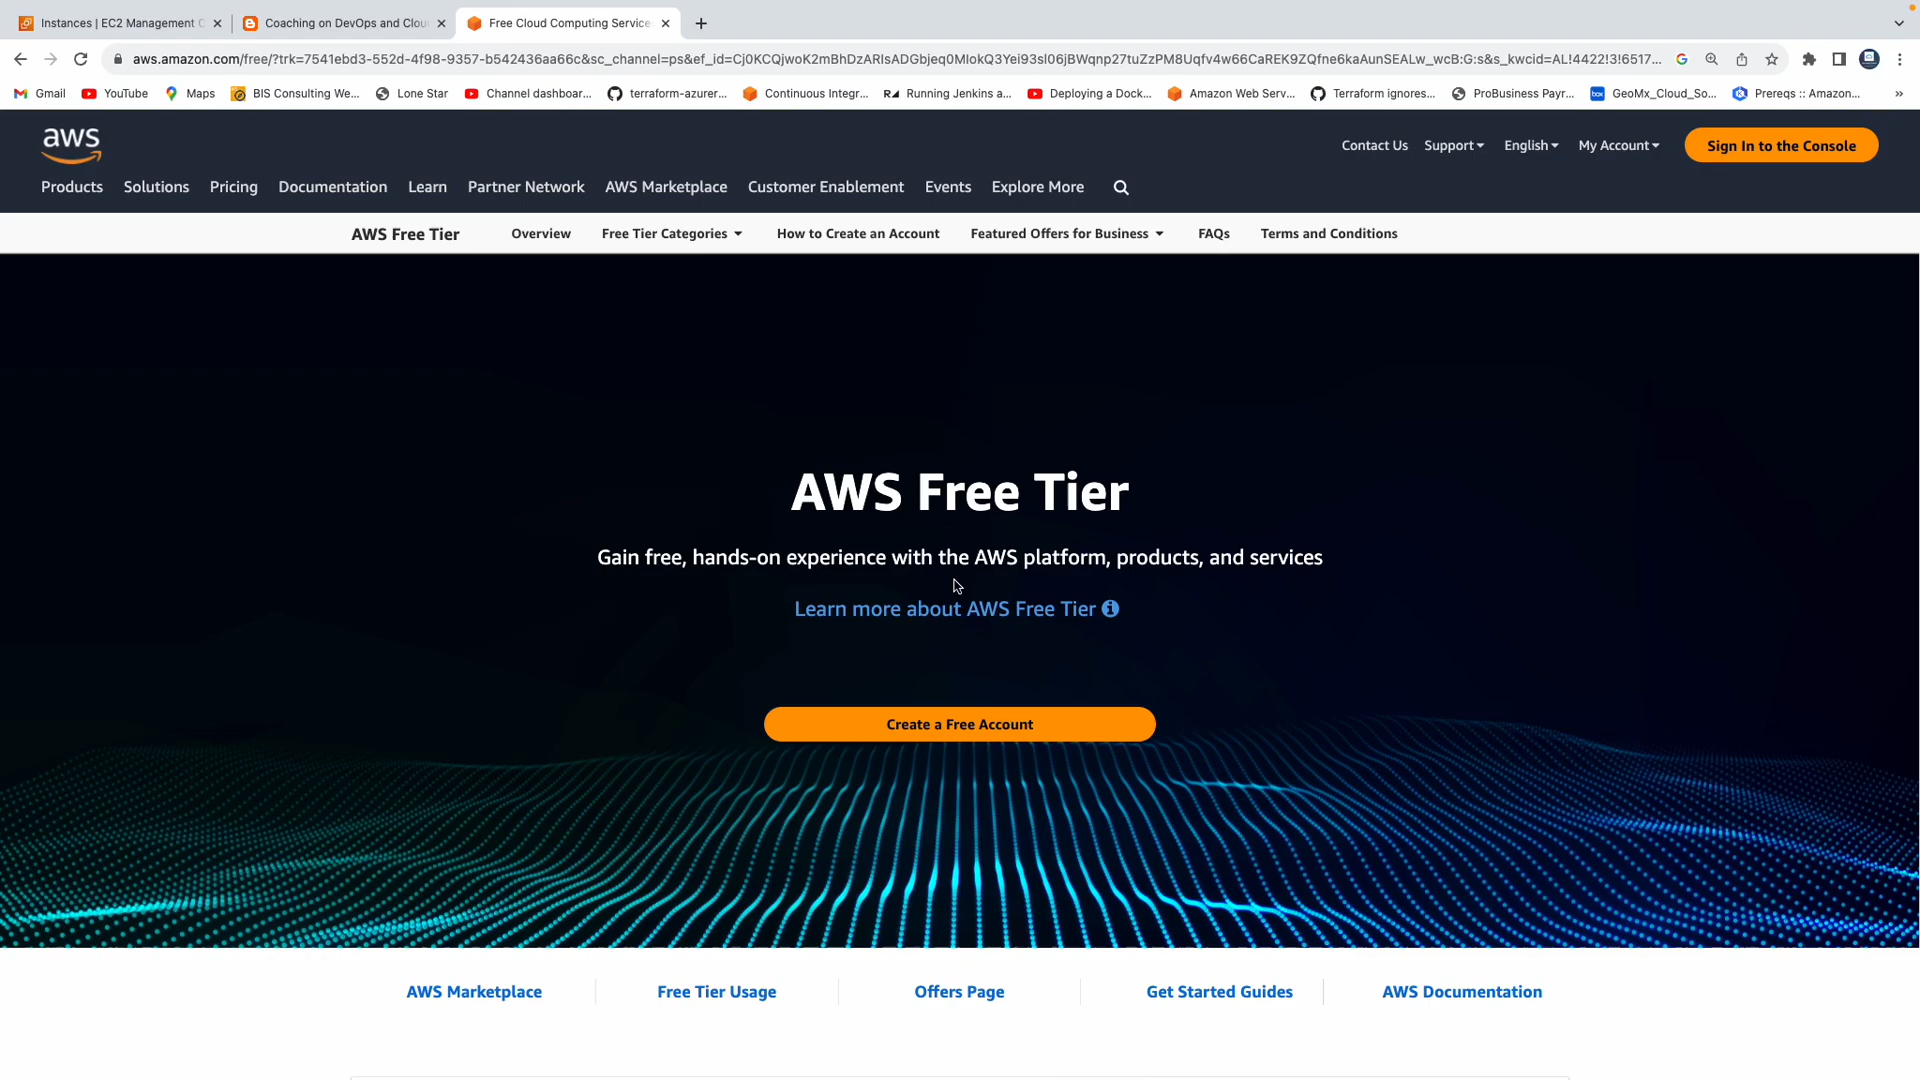 Instances | EC2 Management C
Coaching on DevOps and Clou
Free Cloud Computing Service
aws.amazon.com/free/?trk=7541ebd3-552d-4f98-9357-b542436aa66c&sc_channel=ps&ef_id=Cj0KCQjwoK2mBhDzARIsADGbjeq0MIokQ3Yei93sl06jBWqnp27tuZzPM8Uqfv4w66CaREK9ZQfne6kaAunSEALw_wcB:G:s&s_kwcid=AL!4422!3!6517...
Gmail
YouTube
Maps
BIS Consulting We...
Lone Star
Channel dashboar...
terraform-azurer...
Continuous Integr...
Running Jenkins a...
Deploying a Dock...
Amazon Web Serv...
Terraform ignores...
ProBusiness Payr...
GeoMx_Cloud_So...
Prereqs :: Amazon...
»
aws
Contact Us
Support
English
My Account
Sign In to the Console
Products
Solutions
Pricing
Documentation
Learn
Partner Network
AWS Marketplace
Customer Enablement
Events
Explore More
AWS Free Tier
Overview
Free Tier Categories
How to Create an Account
Featured Offers for Business
FAQs
Terms and Conditions
AWS Free Tier
Gain free, hands-on experience with the AWS platform, products, and services
Learn more about AWS Free Tier
Create a Free Account
AWS Marketplace
Free Tier Usage
Offers Page
Get Started Guides
AWS Documentation